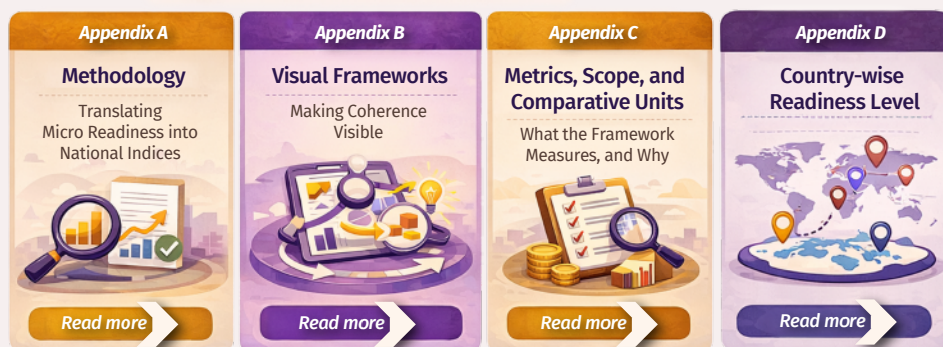 Appendix A
Methodology
Translating
Micro Readiness into
National Indices
Read more
Appendix B
Visual Frameworks
Making Coherence
Visible
Read more
Appendix C
Metrics, Scope, and
Comparative Units
What the Framework
Measures, and Why
Read more
Appendix D
Country-wise
Readiness Level
Read more